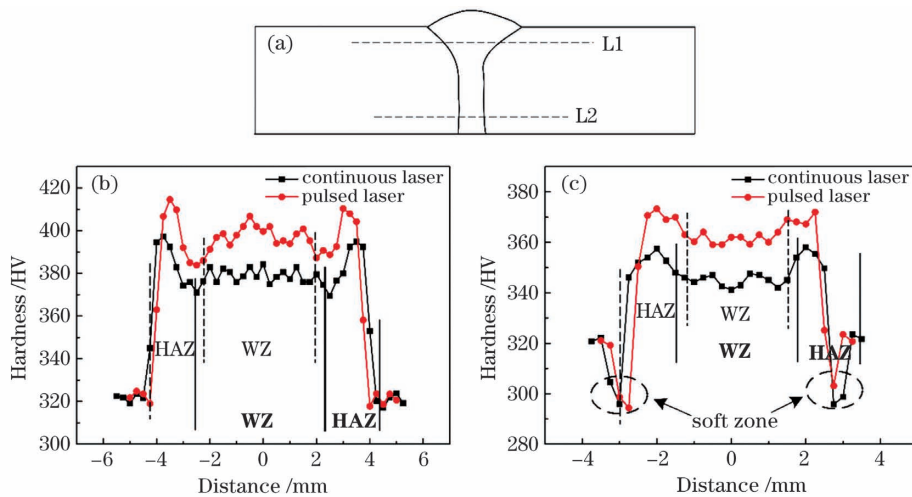 (a)
L1
L2
(b)
continuous laser
pulsed laser
420
400
380
360
340
320
300
Hardness /HV
HAZ
WZ
WZ
HAZ
−6
−4
−2
0
2
4
6
Distance /mm
(c)
continuous laser
pulsed laser
380
360
340
320
300
280
Hardness /HV
HAZ
WZ
WZ
HAZ
soft zone
−4
−2
0
2
4
Distance /mm